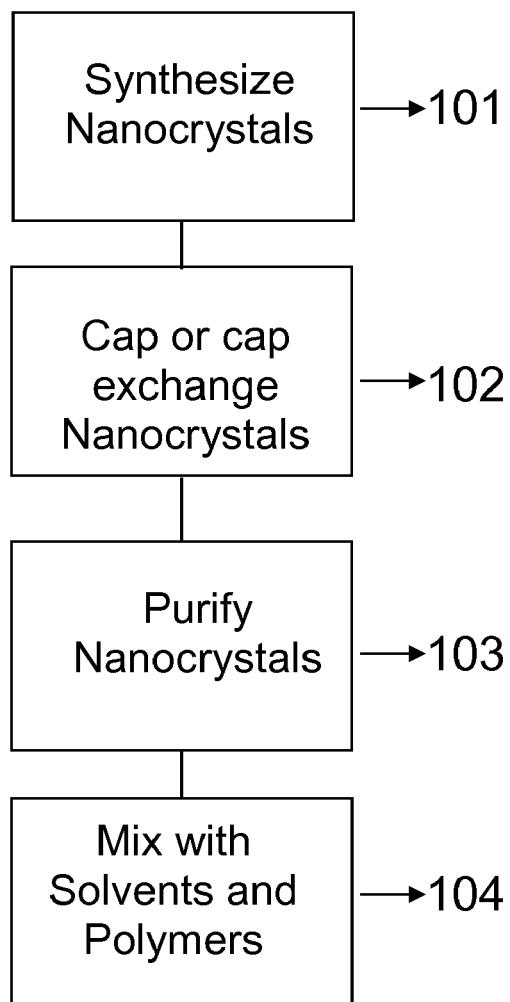 Synthesize
Nanocrystals
101
Cap or cap
exchange
Nanocrystals
102
Purify
Nanocrystals
103
Mix with
Solvents and
Polymers
104